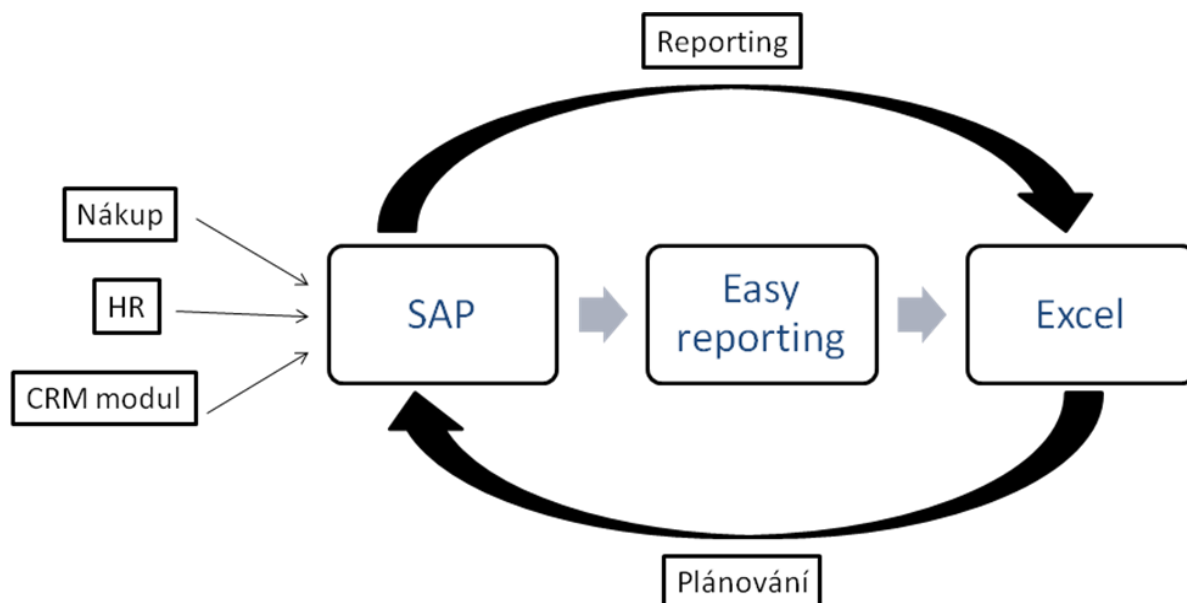 Reporting
Nákup
HR
CRM modul
SAP
Easy
reporting
Excel
Plánování